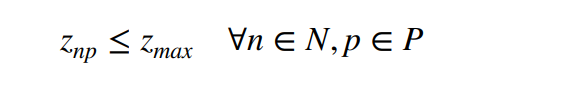 z_{np} ≤ z_{max} ∀n ∈ N, p ∈ P